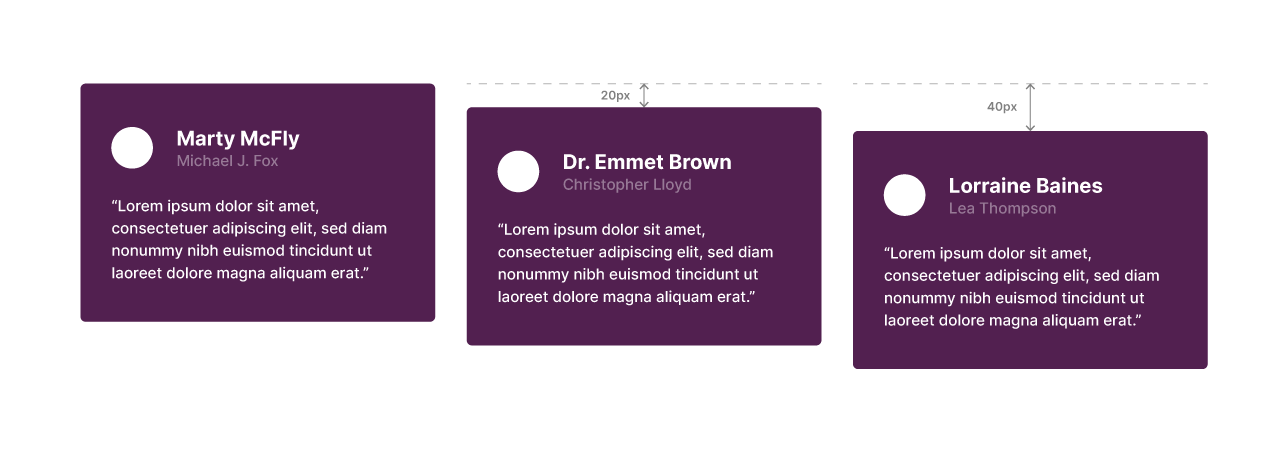 Marty McFly
Michael J. Fox
“Lorem ipsum dolor sit amet,
consectetuer adipiscing elit, sed diam
nonummy nibh euismod tincidunt ut
laoreet dolore magna aliquam erat.”
20px
Dr. Emmet Brown
Christopher Lloyd
“Lorem ipsum dolor sit amet,
consectetuer adipiscing elit, sed diam
nonummy nibh euismod tincidunt ut
laoreet dolore magna aliquam erat.”
40px
Lorraine Baines
Lea Thompson
“Lorem ipsum dolor sit amet,
consectetuer adipiscing elit, sed diam
nonummy nibh euismod tincidunt ut
laoreet dolore magna aliquam erat.”